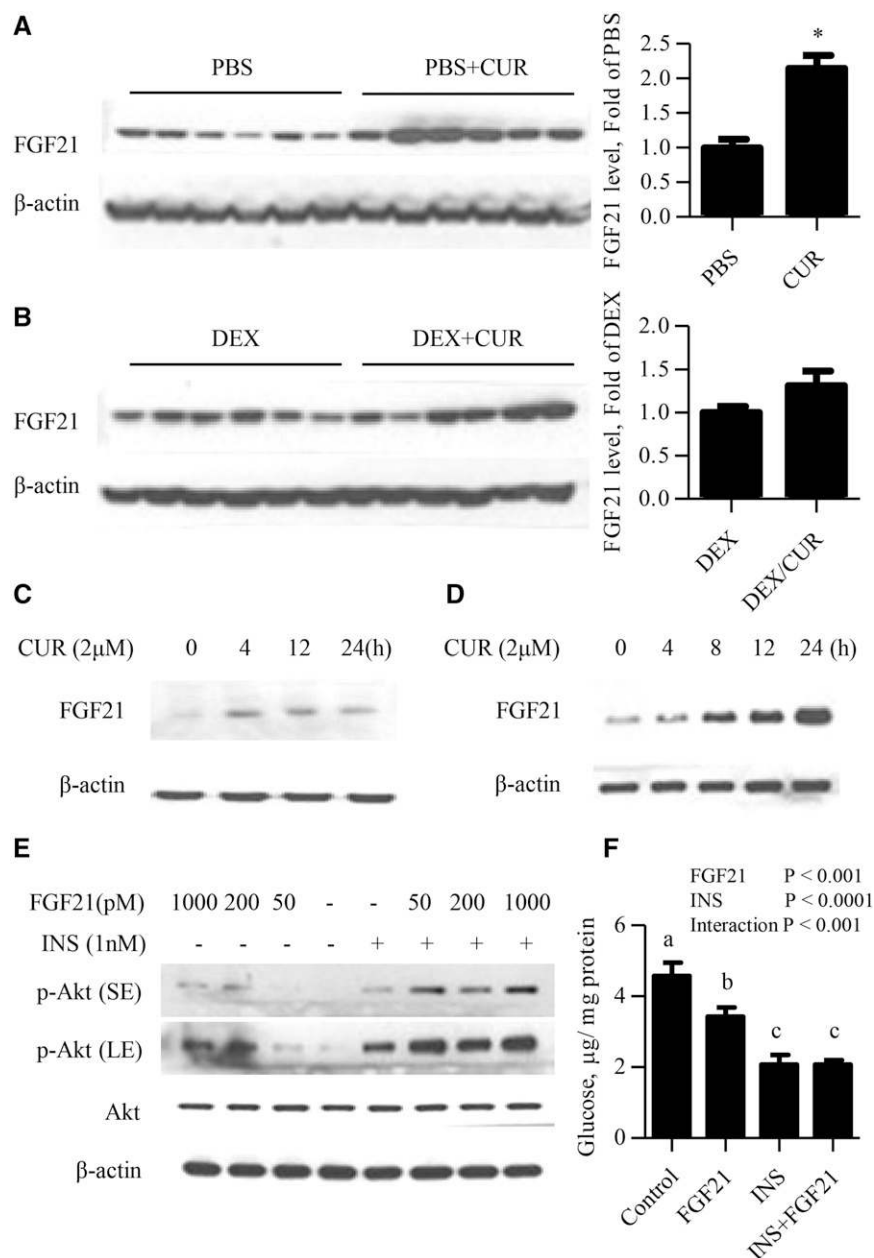 A
PBS PBS+CUR
FGF21
β-actin
FGF21 level, Fold of PBS
2.5
2.0
1.5
1.0
0.5
0.0
PBS
CUR
*
B
DEX DEX+CUR
FGF21
β-actin
FGF21 level, Fold of DEX
2.0
1.5
1.0
0.5
0.0
DEX
DEX/CUR
C
CUR (2μM) 0 4 12 24(h)
FGF21
β-actin
D
CUR (2μM) 0 4 8 12 24 (h)
FGF21
β-actin
E
FGF21(pM) 1000 200 50 - - 50 200 1000
INS (1nM) - - - - + + + +
p-Akt (SE)
p-Akt (LE)
Akt
β-actin
F
FGF21 P < 0.001
INS P < 0.0001
Interaction P < 0.001
Glucose, μg/ mg protein
6
4
2
0
a
b
c
c
Control
FGF21
INS
INS+FGF21